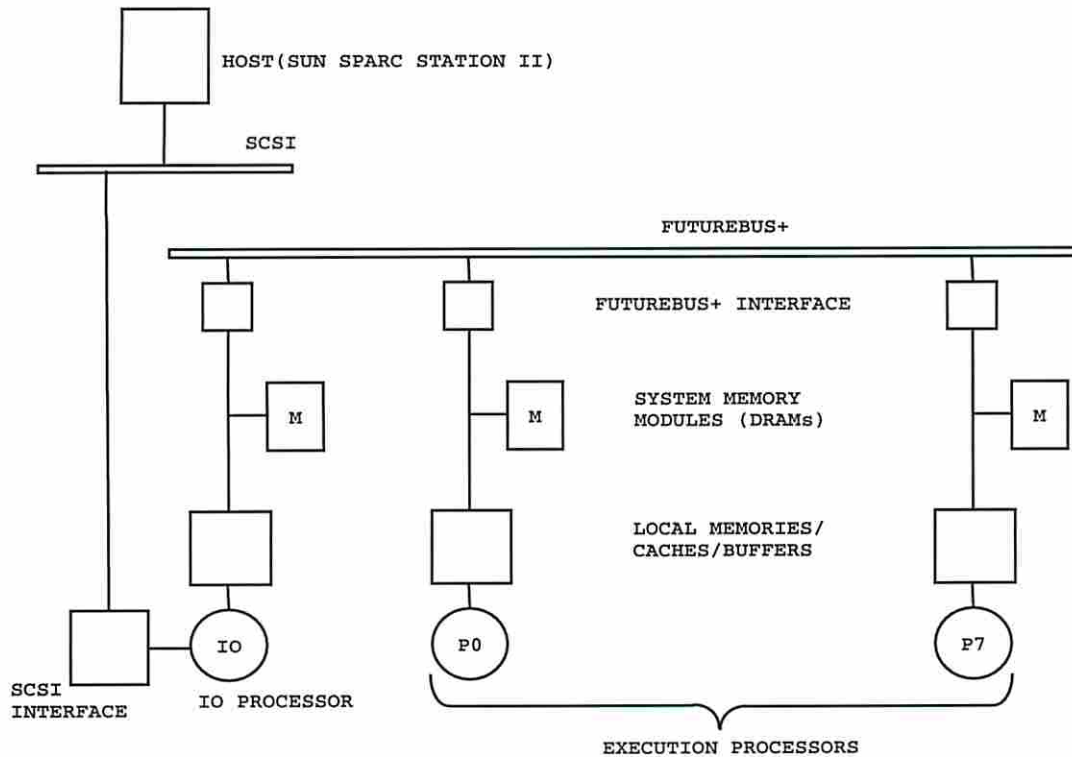 HOST(SUN SPARC STATION II)
SCSI
FUTUREBUS+
FUTUREBUS+ INTERFACE
M
M
M
SYSTEM MEMORY
MODULES (DRAMs)
LOCAL MEMORIES/
CACHES/BUFFERS
IO
P0
P7
SCSI
INTERFACE
IO PROCESSOR
EXECUTION PROCESSORS